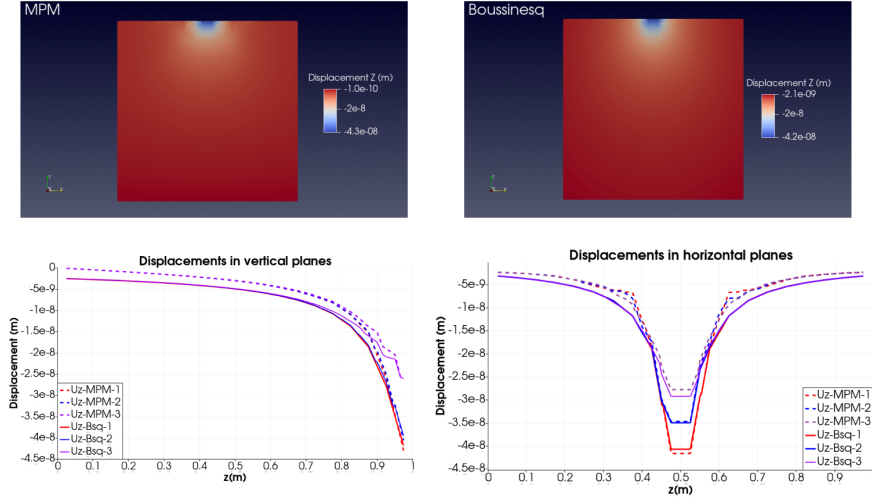 MPM
Displacement Z (m)
-1.0e-10
-2e-8
-4.3e-08
Boussinesq
Displacement Z (m)
-2.1e-09
-2e-8
-4.2e-08
Displacements in vertical planes
0
-5e-9
-1e-8
-1.5e-8
-2e-8
-2.5e-8
-3e-8
-3.5e-8
-4e-8
-4.5e-8
Displacement (m)
Uz-MPM-1
Uz-MPM-2
Uz-MPM-3
Uz-Bsq-1
Uz-Bsq-2
Uz-Bsq-3
0 0.1 0.2 0.3 0.4 0.5 0.6 0.7 0.8 0.9 1
z(m)
Displacements in horizontal planes
-5e-9
-1e-8
-1.5e-8
-2e-8
-2.5e-8
-3e-8
-3.5e-8
-4e-8
-4.5e-8
Displacement (m)
Uz-MPM-1
Uz-MPM-2
Uz-MPM-3
Uz-Bsq-1
Uz-Bsq-2
Uz-Bsq-3
0 0.1 0.2 0.3 0.4 0.5 0.6 0.7 0.8 0.9
z(m)